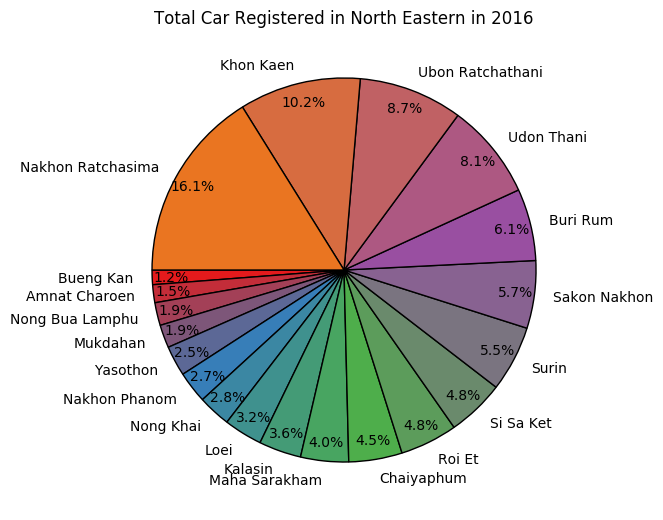 Total Car Registered in North Eastern in 2016
Nakhon Ratchasima
16.1%
Khon Kaen
10.2%
Ubon Ratchathani
8.7%
Udon Thani
8.1%
Buri Rum
6.1%
Sakon Nakhon
5.7%
Surin
5.5%
Si Sa Ket
4.8%
Roi Et
4.8%
Chaiyaphum
4.5%
Maha Sarakham
4.0%
Kalasin
3.6%
Loei
3.2%
Nong Khai
2.8%
Nakhon Phanom
2.7%
Yasothon
2.5%
Mukdahan
1.9%
Nong Bua Lamphu
1.9%
Amnat Charoen
1.5%
Bueng Kan
1.2%